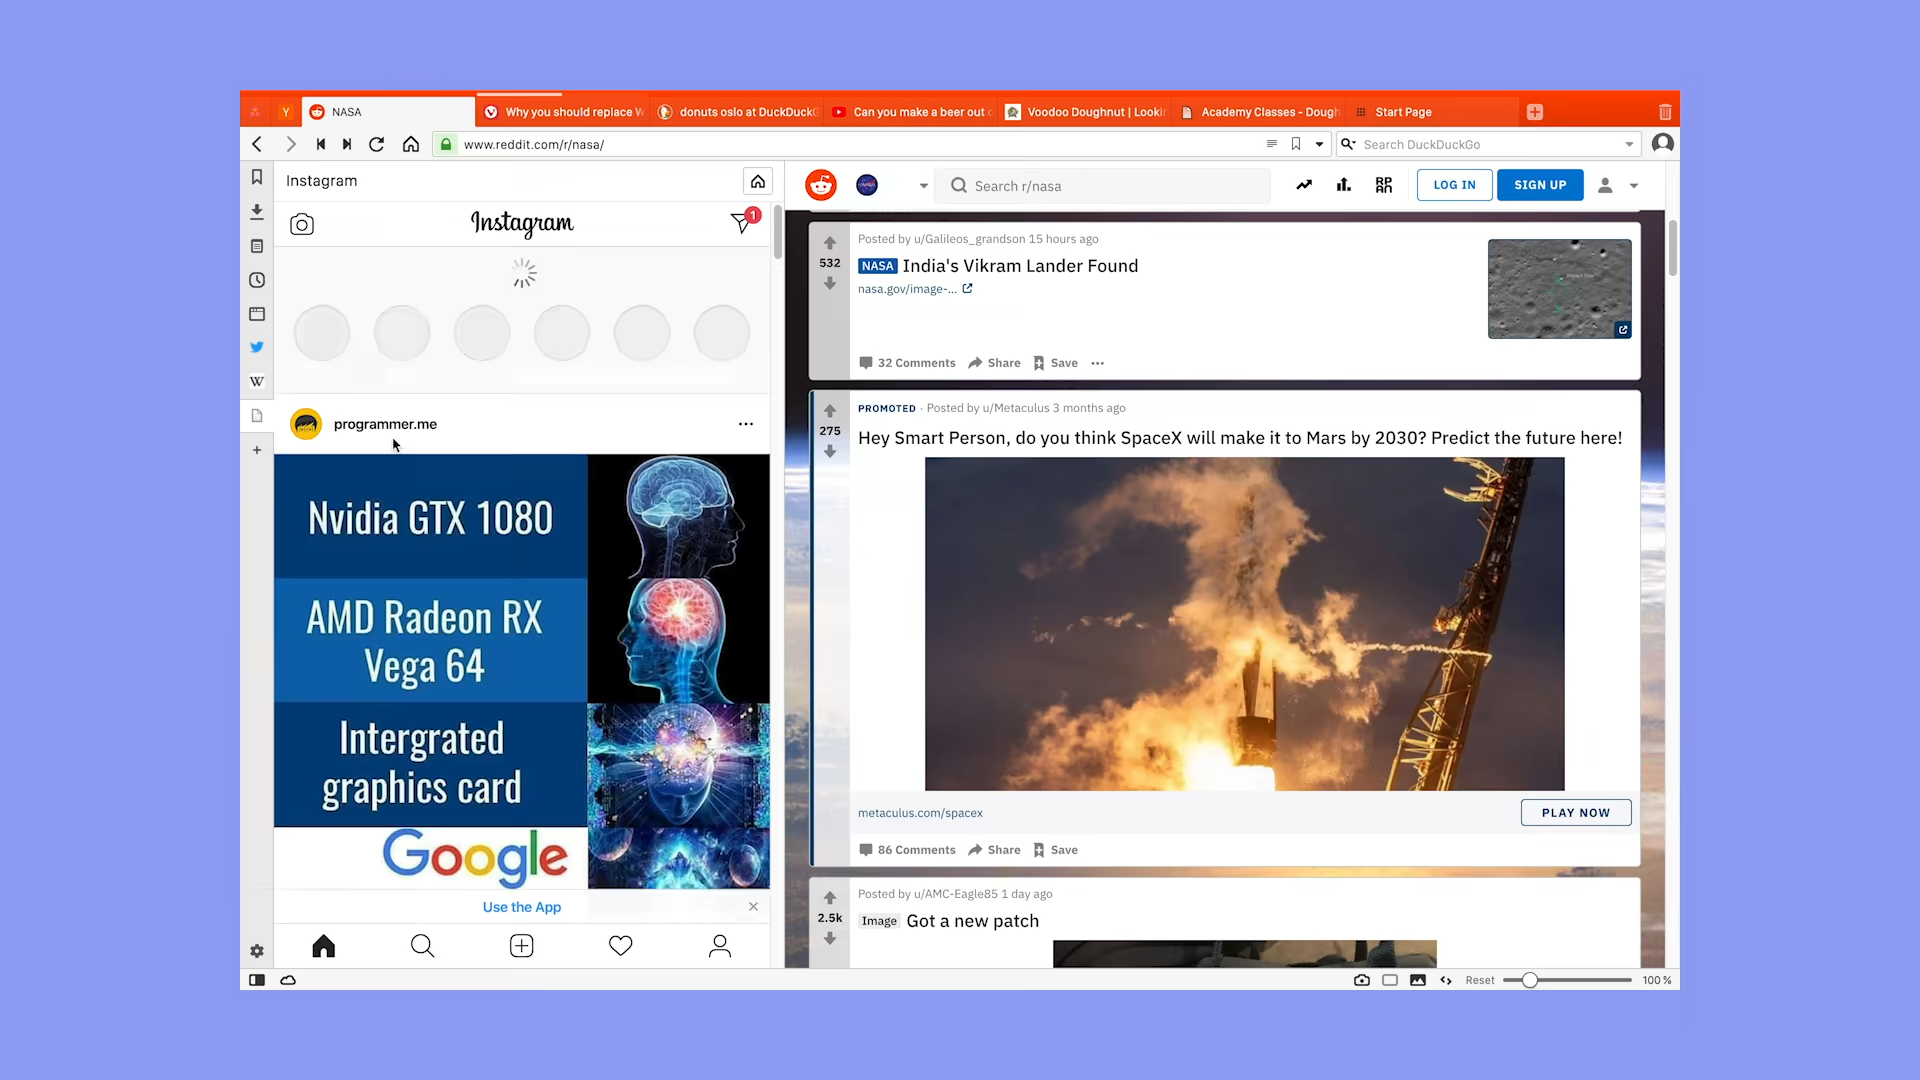 Y
NASA
Why you should replace W
donuts oslo at DuckDuckG
Can you make a beer out o
Voodoo Doughnut | Looki
Academy Classes - Dough
Start Page
www.reddit.com/r/nasa/
Search DuckDuckGo
Instagram
Instagram
1
W
programmer.me
Nvidia GTX 1080
AMD Radeon RX
Vega 64
Intergrated
graphics card
Google
Use the App
Search r/nasa
LOG IN
SIGN UP
Posted by u/Galileos_grandson 15 hours ago
532
NASA India's Vikram Lander Found
nasa.gov/image-...
32 Comments Share Save
PROMOTED · Posted by u/Metaculus 3 months ago
275
Hey Smart Person, do you think SpaceX will make it to Mars by 2030? Predict the future here!
metaculus.com/spacex
PLAY NOW
86 Comments Share Save
Posted by u/AMC-Eagle85 1 day ago
2.5k
Image Got a new patch
Reset
100 %